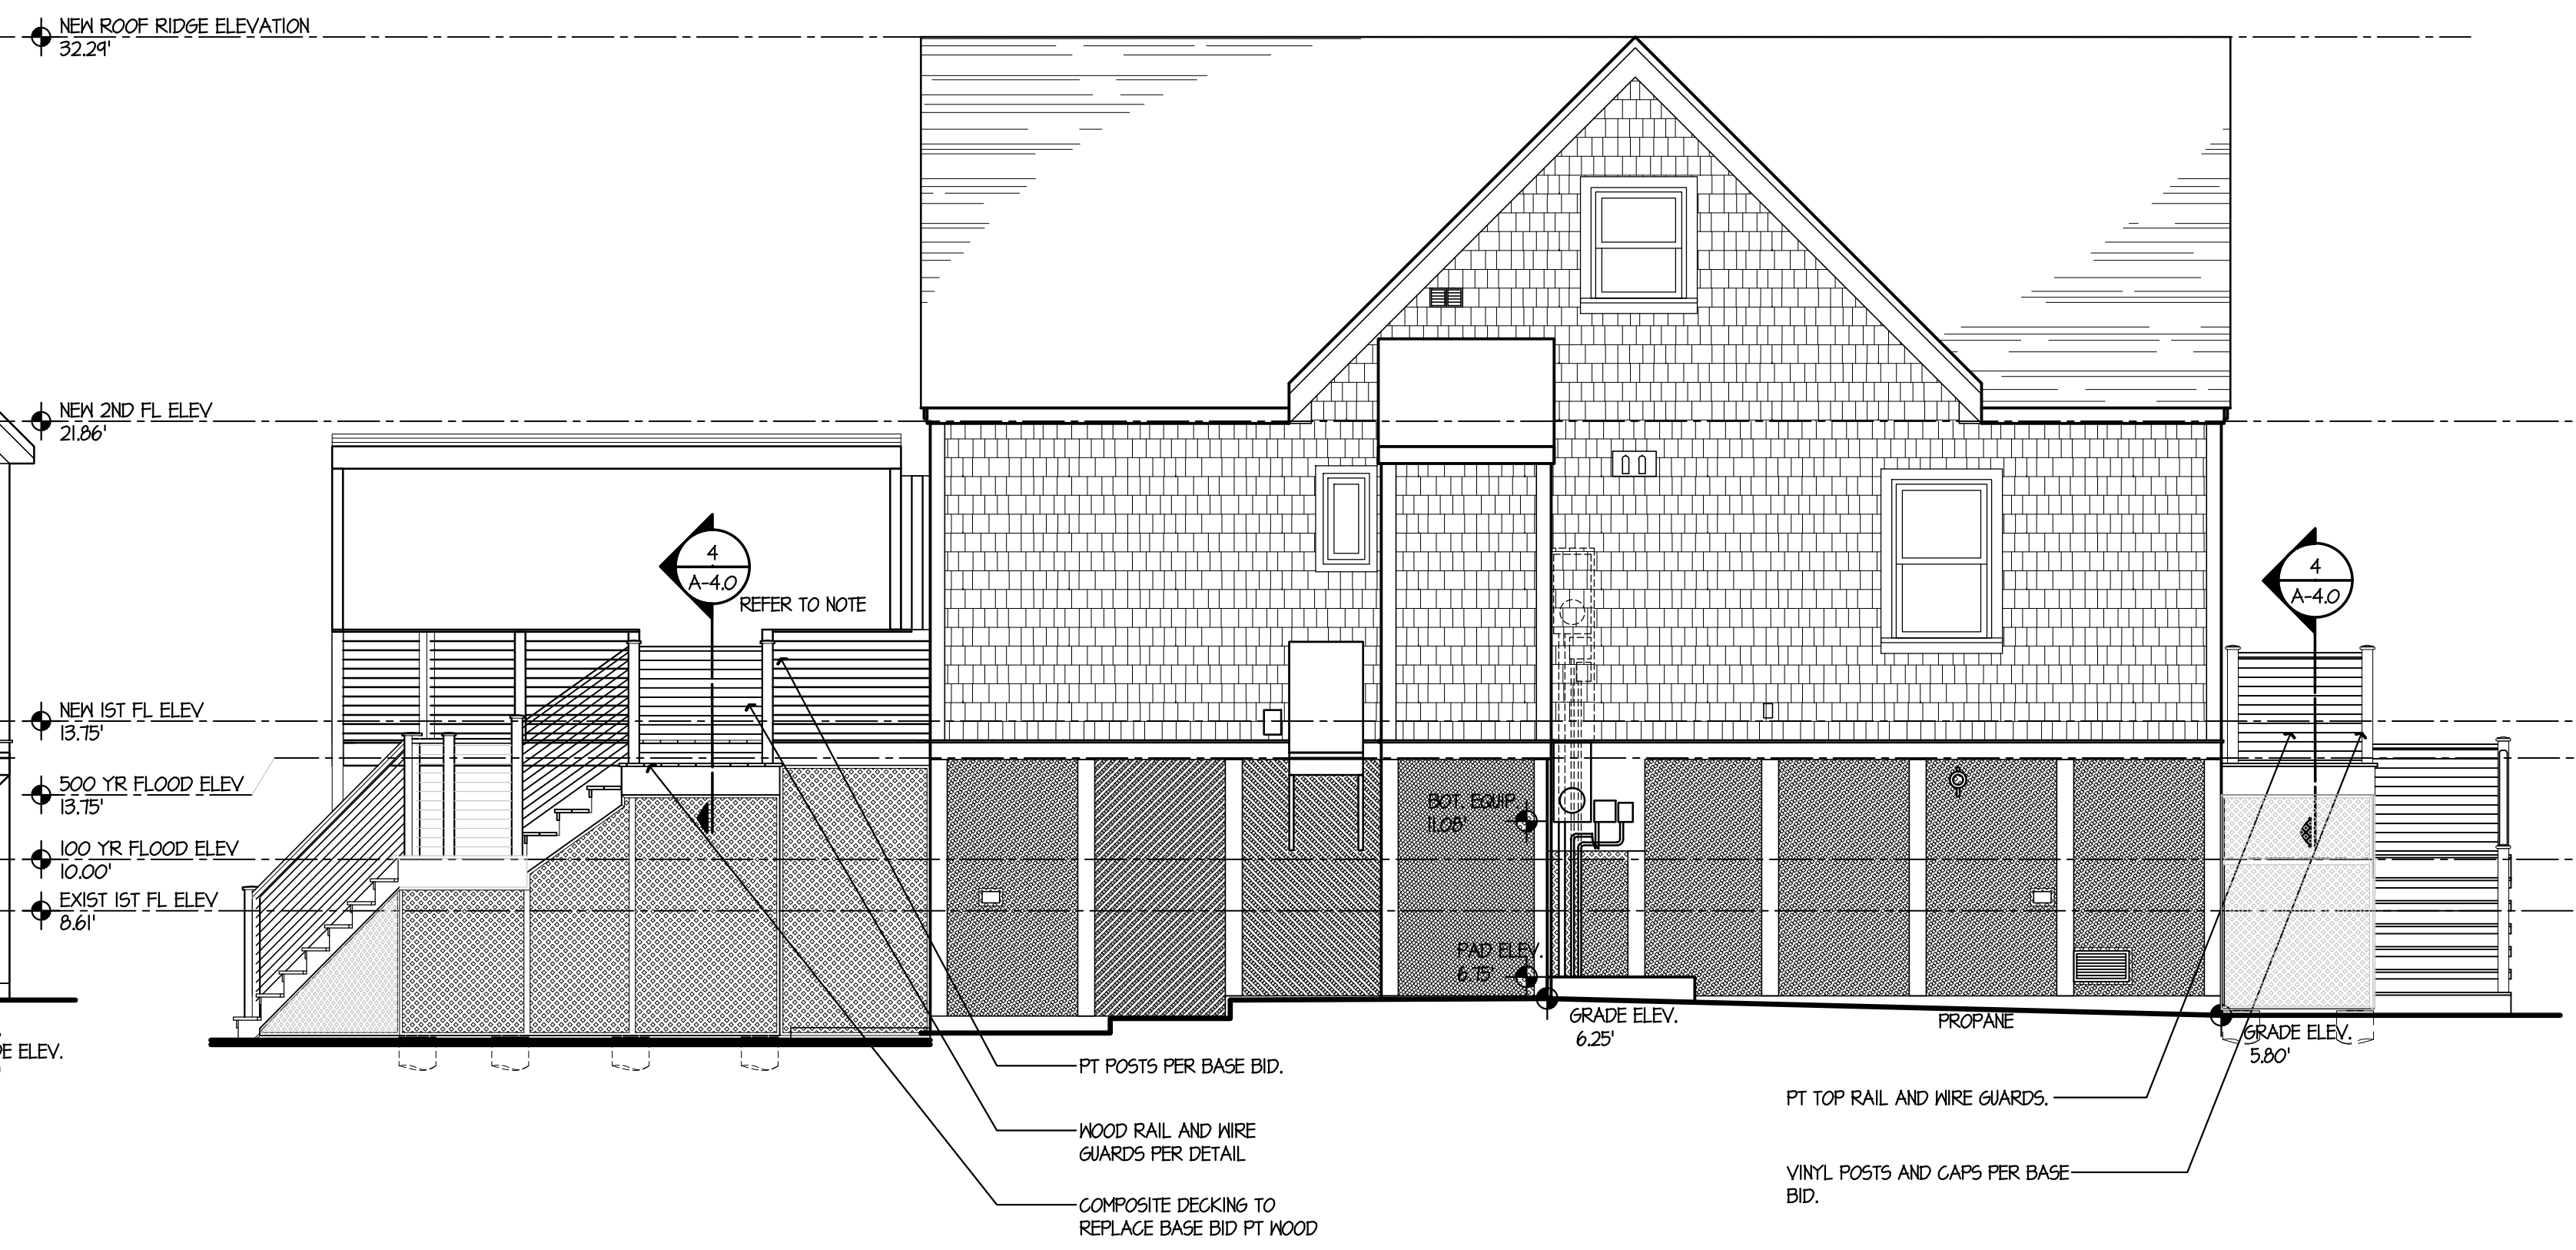 NEW ROOF RIDGE ELEVATION
32.29'
NEW 2ND FL ELEV
21.86'
4
A-4.0
REFER TO NOTE
4
A-4.0
NEW 1ST FL ELEV
13.75'
500 YR FLOOD ELEV
13.75'
BOT. EQUIP.
11.08'
100 YR FLOOD ELEV
10.00'
EXIST 1ST FL ELEV
8.61'
PAD ELEV.
6.75'
GRADE ELEV.
6.25'
PROPANE
GRADE ELEV.
5.80'
E ELEV.
PT POSTS PER BASE BID.
PT TOP RAIL AND WIRE GUARDS.
WOOD RAIL AND WIRE
GUARDS PER DETAIL
VINYL POSTS AND CAPS PER BASE
BID.
COMPOSITE DECKING TO
REPLACE BASE BID PT WOOD